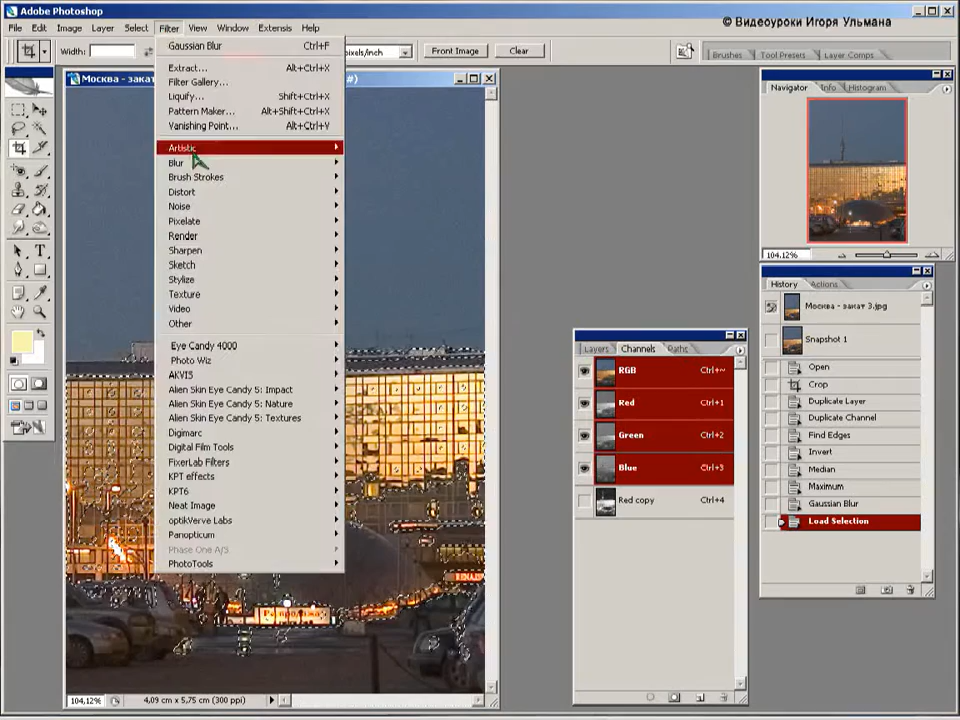 Adobe Photoshop
File Edit Image Layer Select Filter View Window Extensis Help
© Видеоуроки Игоря Ульмана
Width: pixels/inch Front Image Clear
Brushes Tool Presets Layer Comps
Москва - зака
#)
Gaussian Blur Ctrl+F
Extract... Alt+Ctrl+X
Filter Gallery...
Liquify... Shift+Ctrl+X
Pattern Maker... Alt+Shift+Ctrl+X
Vanishing Point... Alt+Ctrl+V
Artistic
Blur
Brush Strokes
Distort
Noise
Pixelate
Render
Sharpen
Sketch
Stylize
Texture
Video
Other
Eye Candy 4000
Photo Wiz
AKVIS
Alien Skin Eye Candy 5: Impact
Alien Skin Eye Candy 5: Nature
Alien Skin Eye Candy 5: Textures
Digimarc
Digital Film Tools
FixerLab Filters
KPT effects
KPT6
Neat Image
optikVerve Labs
Panopticum
Phase One A/S
PhotoTools
104,12% 4,09 cm x 5,75 cm (300 ppi)
Navigator Info Histogram
104.12%
History Actions
Москва - закат 3.jpg
Snapshot 1
Open
Crop
Duplicate Layer
Duplicate Channel
Find Edges
Invert
Median
Maximum
Gaussian Blur
Load Selection
Layers Channels Paths
RGB Ctrl+~
Red Ctrl+1
Green Ctrl+2
Blue Ctrl+3
Red copy Ctrl+4